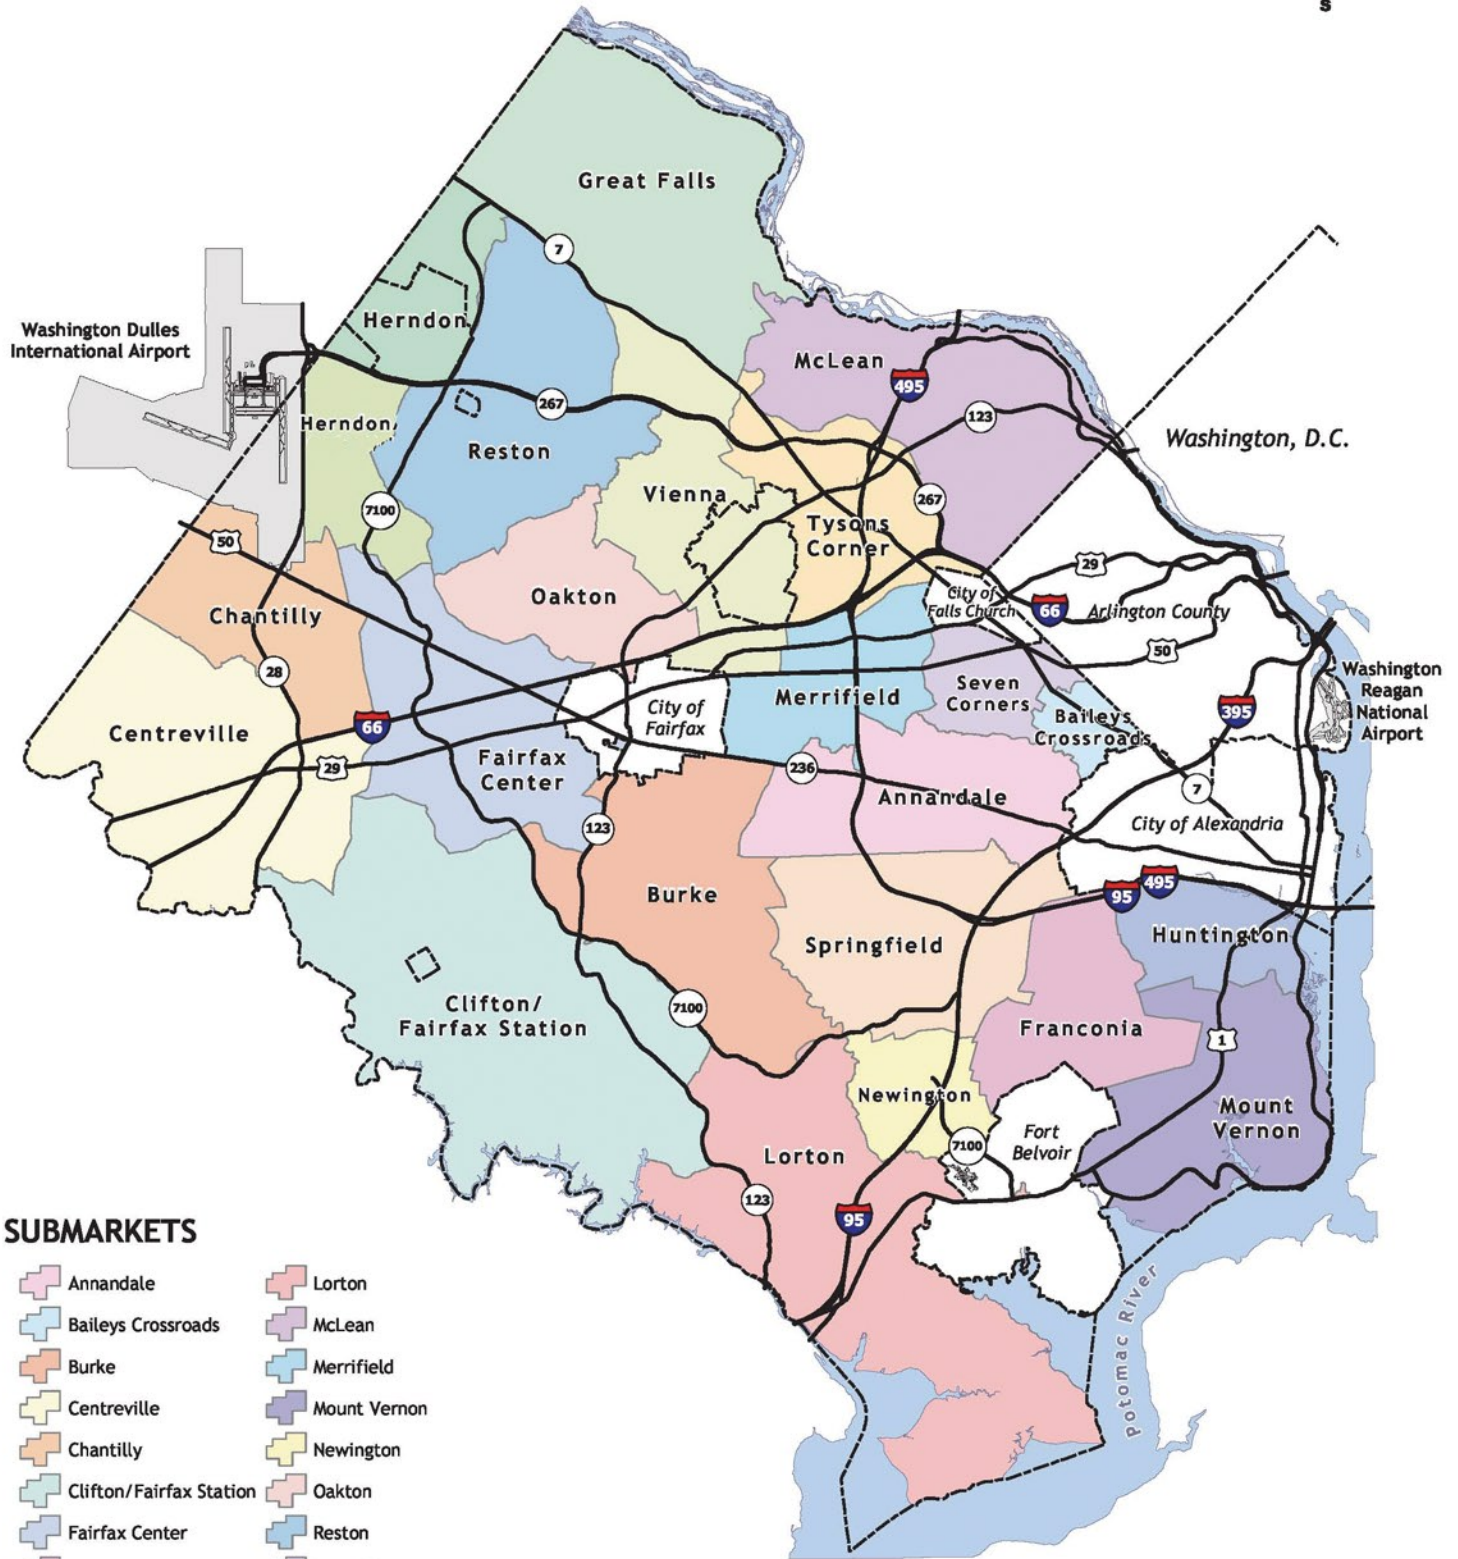 s
Great Falls
7
Herndon
Washington Dulles
International Airport
McLean
495
267
123
Herndon
Reston
Washington, D.C.
Vienna
267
7100
Tysons
Corner
50
29
Oakton
City of
Falls Church
66
Arlington County
Chantilly
50
28
Washington
Reagan
National
Airport
Seven
Corners
Merrifield
City of
Fairfax
395
Baileys
Crossroads
66
Centreville
Fairfax
Center
29
236
7
Annandale
123
City of Alexandria
495
95
Burke
Springfield
Huntington
7100
Clifton/
Fairfax Station
Franconia
1
Newington
Mount
Vernon
Fort
Belvoir
7100
Lorton
123
95
Potomac River
SUBMARKETS
Annandale
Baileys Crossroads
Burke
Centreville
Chantilly
Clifton/Fairfax Station
Fairfax Center
Lorton
McLean
Merrifield
Mount Vernon
Newington
Oakton
Reston